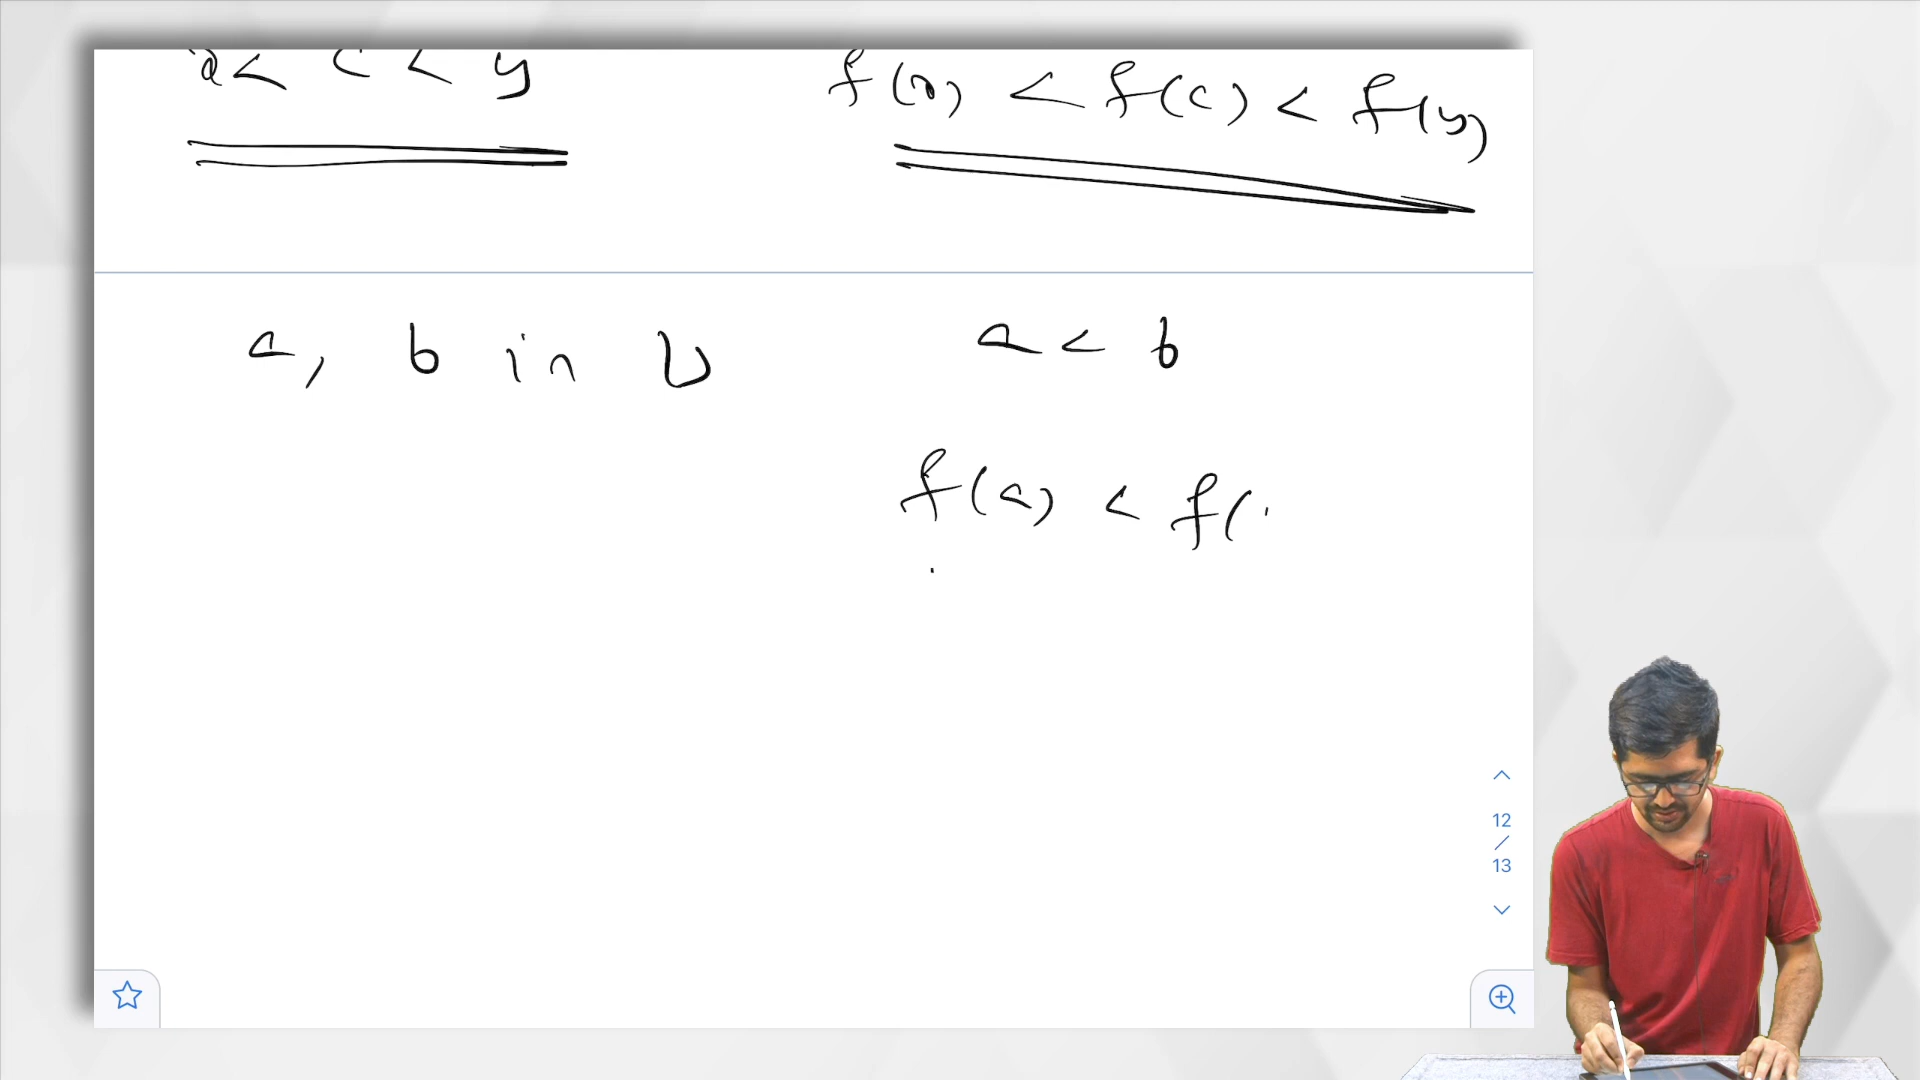 x < c < y
f(x) < f(c) < f(y)
a, b in U
a < b
f(a) < f(
12
/
13